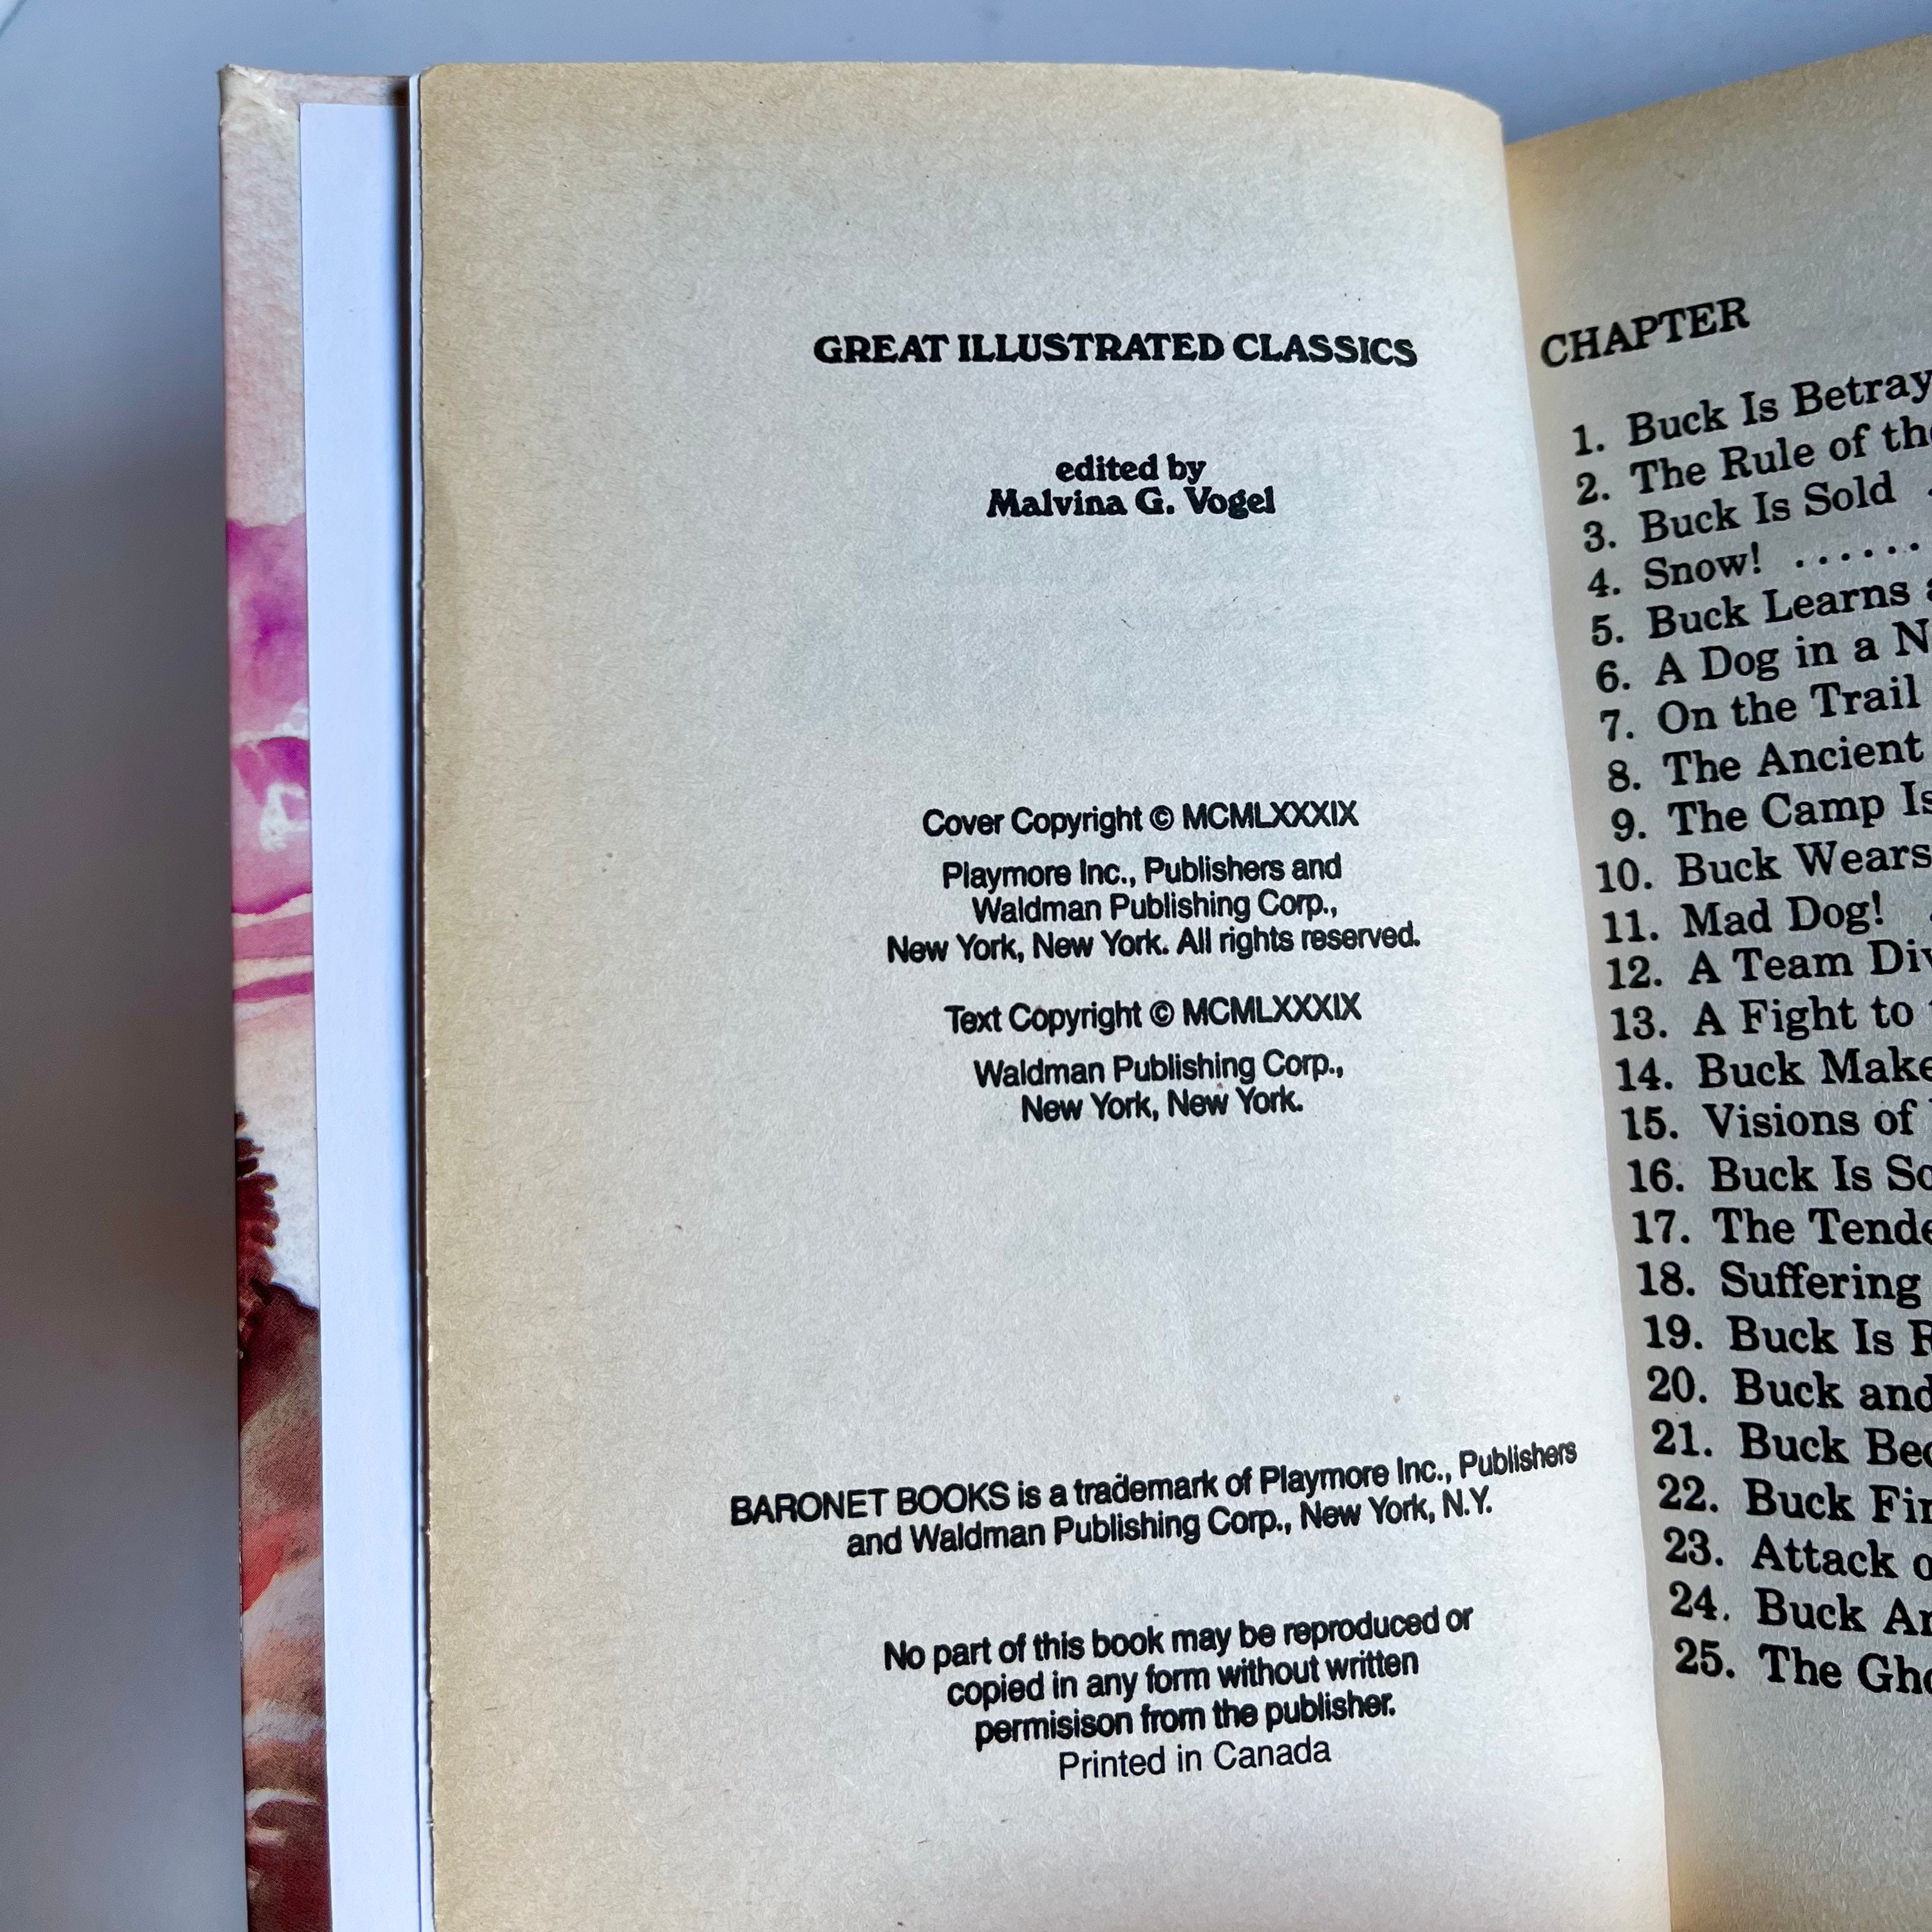 GREAT ILLUSTRATED CLASSICS
edited by
Malvina G. Vogel
Cover Copyright © MCMLXXXIX
Playmore Inc., Publishers and
Waldman Publishing Corp.,
New York, New York. All rights reserved.
Text Copyright © MCMLXXXIX
Waldman Publishing Corp.,
New York, New York.
BARONET BOOKS is a trademark of Playmore Inc., Publishers
and Waldman Publishing Corp., New York, N.Y.
No part of this book may be reproduced or
copied in any form without written
permisison from the publisher.
Printed in Canada
CHAPTER
1. Buck Is
2. The Rule of
3. Buck Is Sold
4. Snow! ......
5. Buck Learns
6. A Dog in a
7. On the Trail
8. The Ancient
9. The Camp
10. Buck Wears
11. Mad Dog!
12. A Team
13. A Fight to
14. Buck
15. Visions of
16. Buck Is
17. The
18. Suffering
19. Buck Is
20. Buck and
21. Buck
22. Buck
23. Attack
24. Buck
25. The